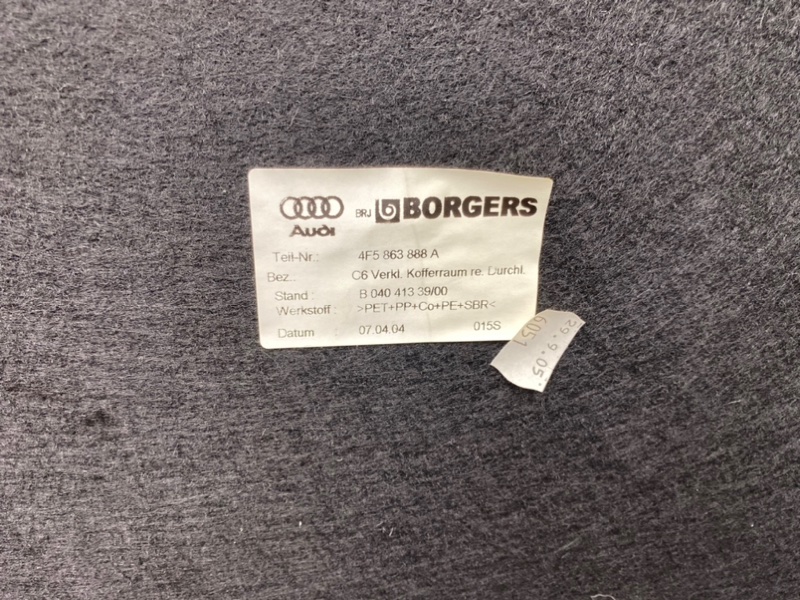 Audi BRJ BORGERS
Teil-Nr.: 4F5 863 888 A
Bez.: C6 Verkl. Kofferraum re. Durchl.
Stand : B 040 413 39/00
Werkstoff : >PET+PP+Co+PE+SBR<
Datum : 07.04.04 015S
29.9.05
6051